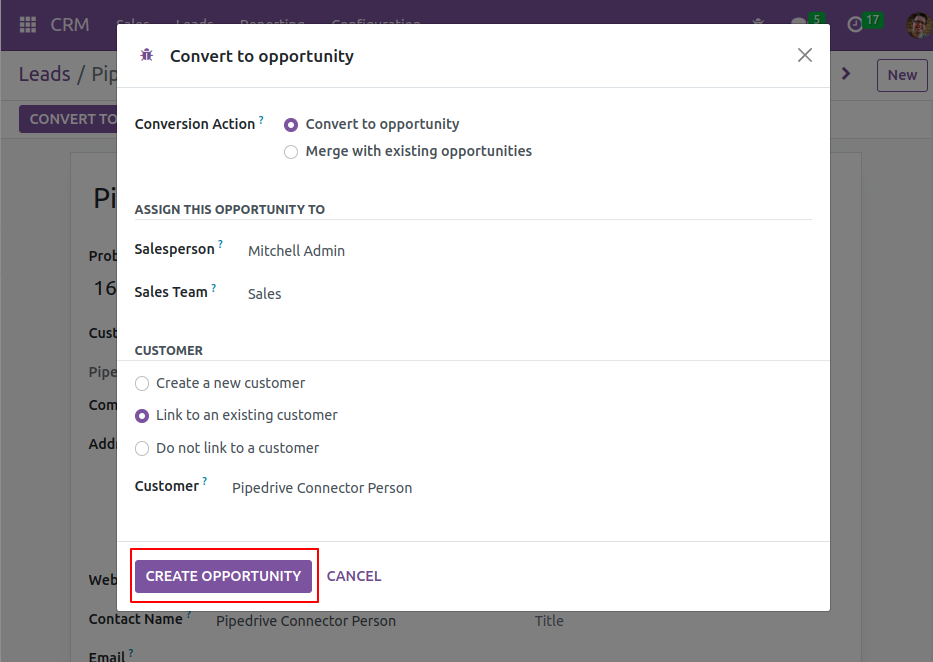 CRM Sales Leads Reporting Configuration 5 17
Convert to opportunity
Leads / Pip
New
CONVERT TO
Conversion Action ? Convert to opportunity
Merge with existing opportunities
Pi
ASSIGN THIS OPPORTUNITY TO
Prob
Salesperson ? Mitchell Admin
16
Sales Team ? Sales
Cust
CUSTOMER
Pipe
Create a new customer
Com
Link to an existing customer
Addr
Do not link to a customer
Customer ? Pipedrive Connector Person
Web
CREATE OPPORTUNITY CANCEL
Contact Name ? Pipedrive Connector Person Title
Email ?